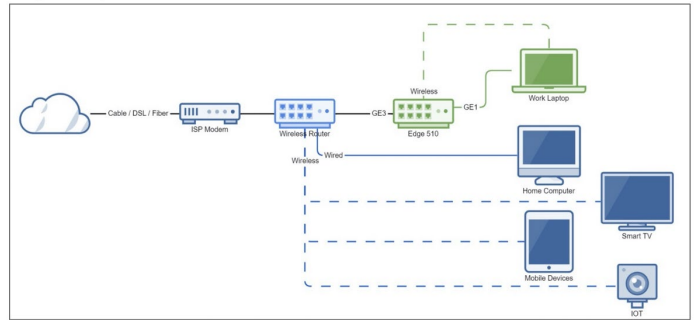 Wireless
Work Laptop
Cable / DSL / Fiber
GE3
GE1
ISP Modem
Wireless Router
Edge 510
Wireless
Wired
Home Computer
Smart TV
Mobile Devices
IOT